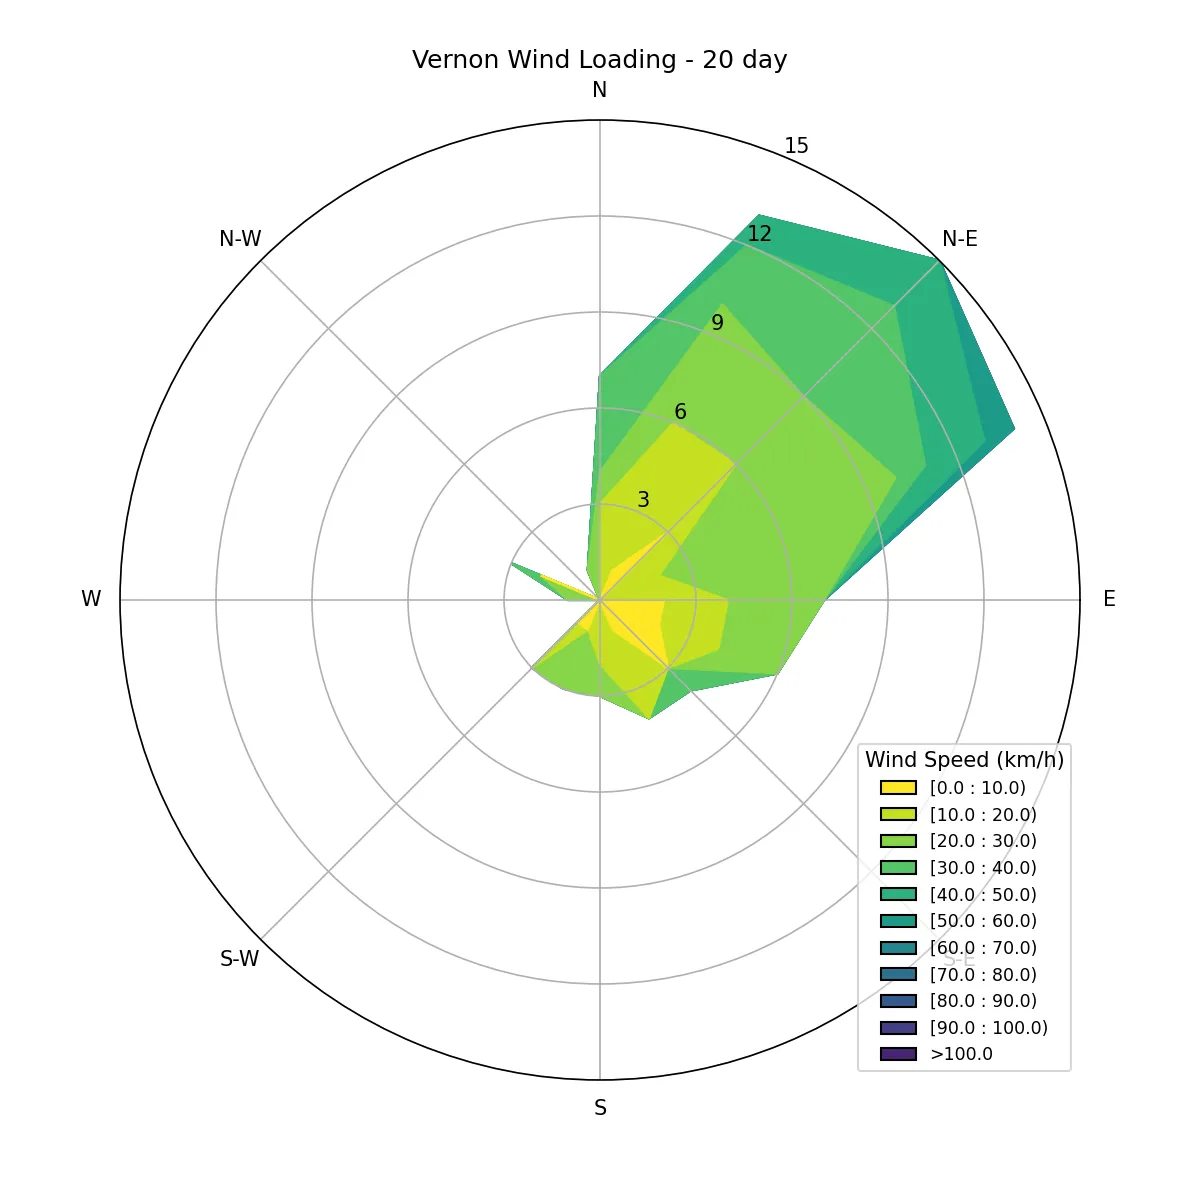 Vernon Wind Loading - 20 day
N
15
N-W
12
N-E
9
6
3
W
E
Wind Speed (km/h)
[0.0 : 10.0)
[10.0 : 20.0)
[20.0 : 30.0)
[30.0 : 40.0)
[40.0 : 50.0)
[50.0 : 60.0)
[60.0 : 70.0)
[70.0 : 80.0)
[80.0 : 90.0)
[90.0 : 100.0)
>100.0
S-W
S-E
S